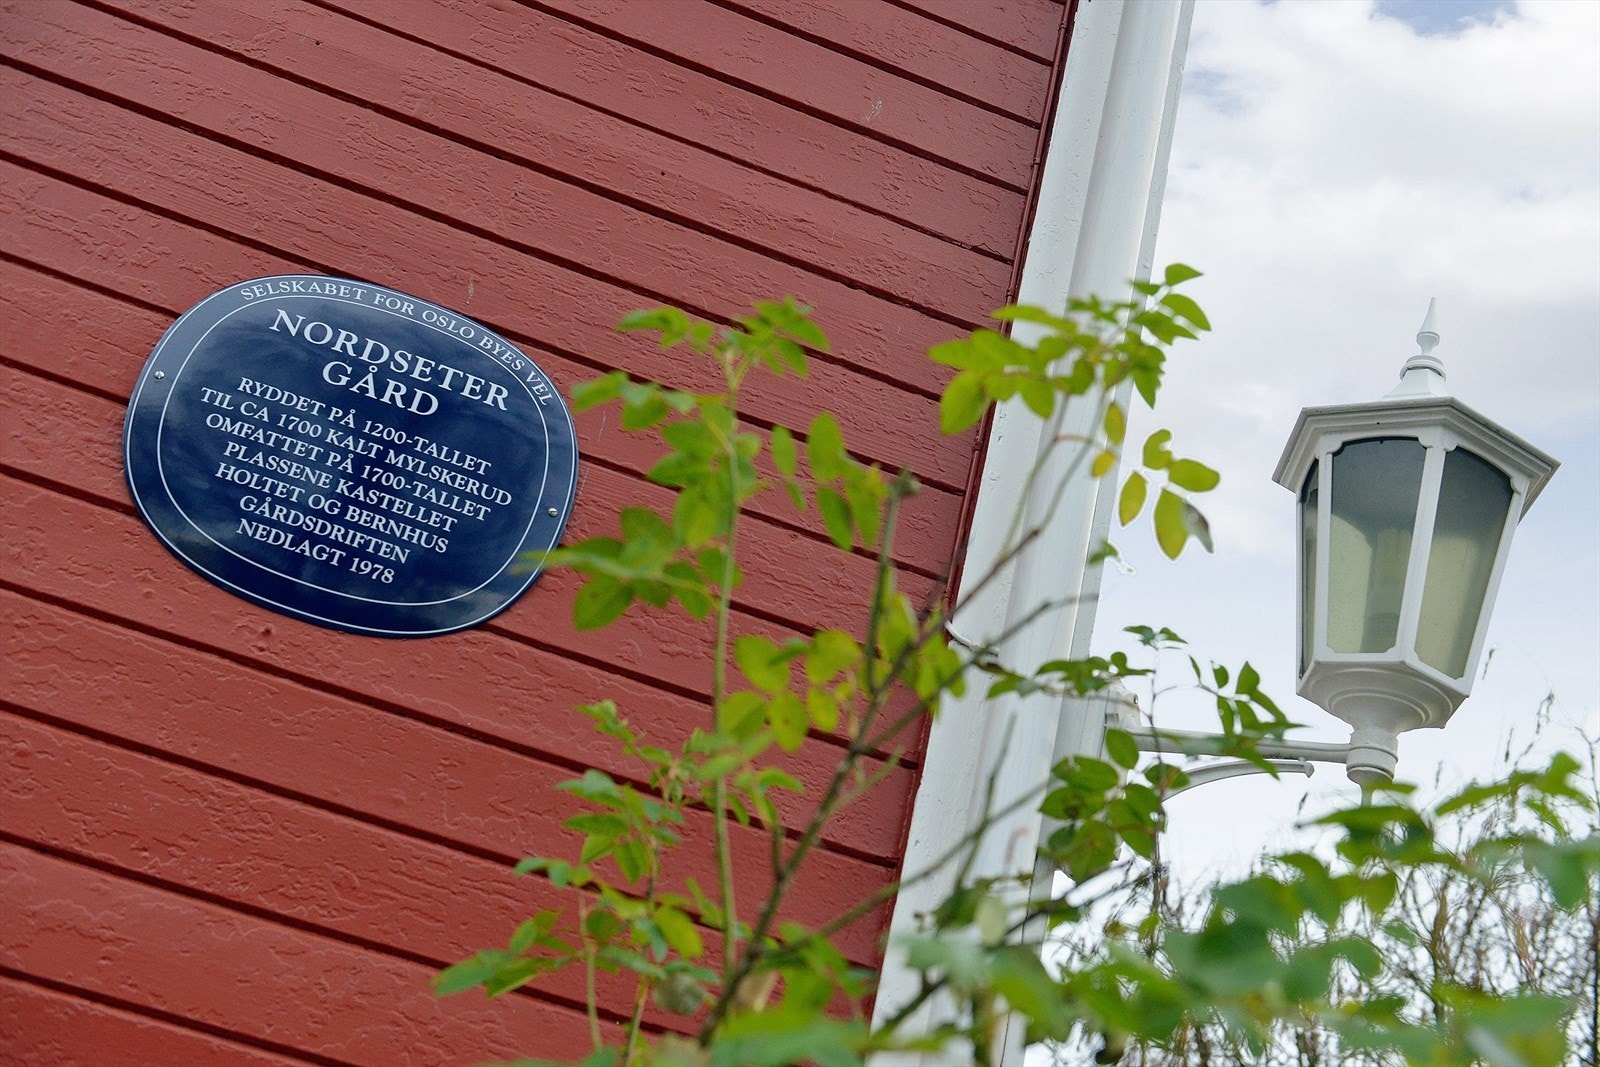 SELSKABET FOR OSLO BYES VEL
NORDSETER
GÅRD
RYDDET PÅ 1200-TALLET
TIL CA 1700 KALT MYLSKERUD
OMFATTET PÅ 1700-TALLET
PLASSENE KASTELLET
HOLTET OG BERNHUS
GÅRDSDRIFTEN
NEDLAGT 1978